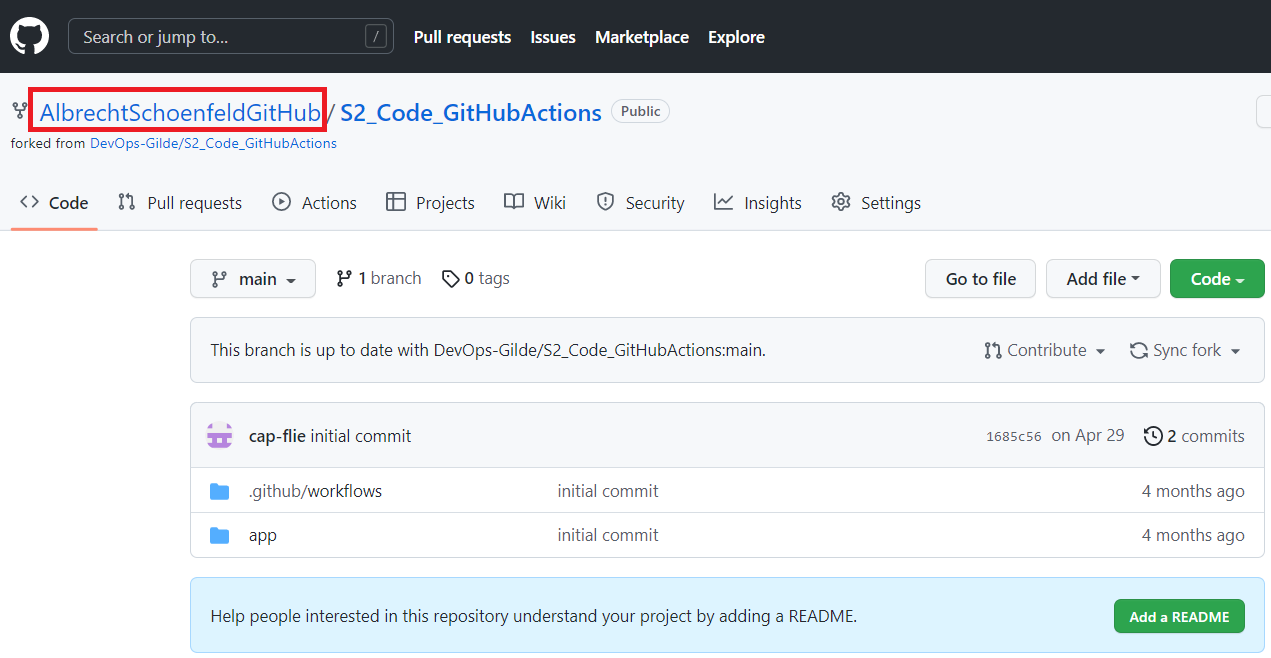 Search or jump to... / Pull requests Issues Marketplace Explore
AlbrechtSchoenfeldGitHub / S2_Code_GitHubActions Public
forked from DevOps-Gilde/S2_Code_GitHubActions
<> Code Pull requests Actions Projects Wiki Security Insights Settings
main 1 branch 0 tags Go to file Add file Code
This branch is up to date with DevOps-Gilde/S2_Code_GitHubActions:main. Contribute Sync fork
cap-flie initial commit 1685c56 on Apr 29 2 commits
.github/workflows initial commit 4 months ago
app initial commit 4 months ago
Help people interested in this repository understand your project by adding a README. Add a README